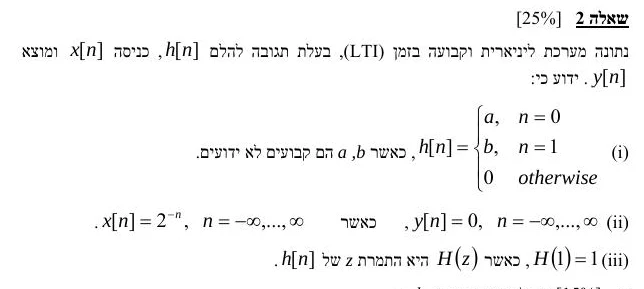 שאלה 2 [25%]
נתונה מערכת ליניארית וקבועה בזמן (LTI), בעלת תגובה להלם h[n], כניסה x[n] ומוצא
y[n]. ידוע כי:
(i) h[n] = { a, n = 0
b, n = 1
0 otherwise
, כאשר a, b הם קבועים לא ידועים.
(ii) y[n] = 0, n = −∞,...,∞ , כאשר x[n] = 2⁻ⁿ, n = −∞,...,∞ .
(iii) H(1) = 1 , כאשר H(z) היא התמרת z של h[n].